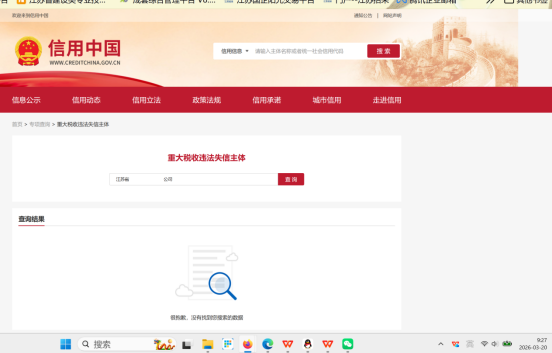 欢迎来到信用中国
通知公告 | 网站声明
信用中国
WWW.CREDITCHINA.GOV.CN
信用信息 请输入主体名称或者统一社会信用代码 搜 索
信息公示 信用动态 信用立法 政策法规 信用承诺 城市信用 走进信用
首页 > 专项查询 > 重大税收违法失信主体
重大税收违法失信主体
江苏省 公司 查 询
查询结果
很抱歉，没有找到您搜索的数据
搜索
9:27
2026-03-20